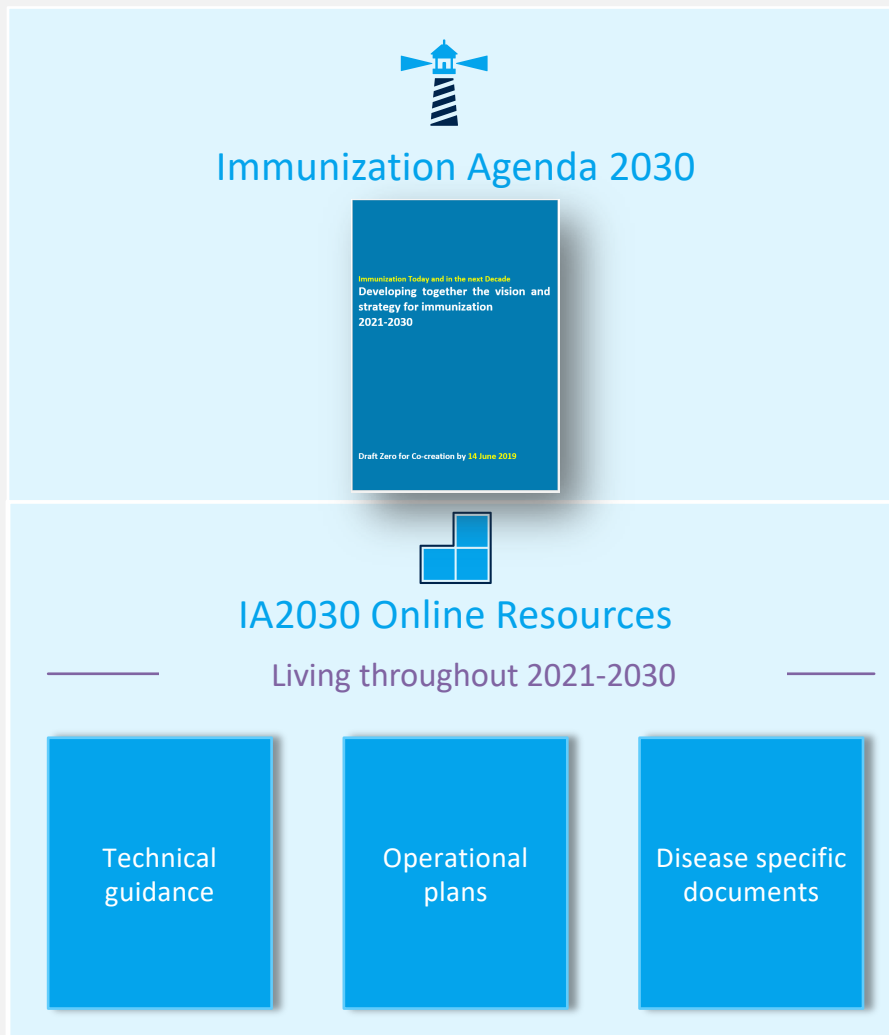 Immunization Agenda 2030
Immunization Today and in the next Decade
Developing together the vision and
strategy for immunization
2021-2030
Draft Zero for Co-creation by 14 June 2019
IA2030 Online Resources
Living throughout 2021-2030
Technical
guidance
Operational
plans
Disease specific
documents